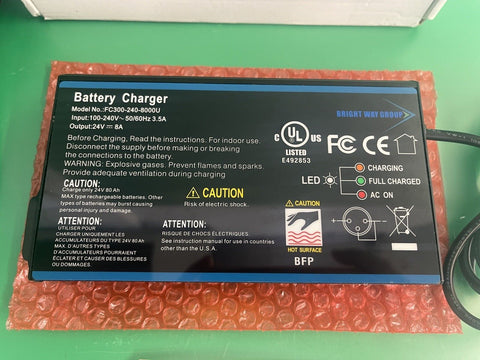 Battery Charger
Model No.:FC300-240-8000U
Input:100-240V~50/60Hz 3.5A
Output:24V⎓8A
BRIGHT WAY GROUP
Before Charging, Read the instructions. For indoor use.
Disconnect the supply before making or breaking
the connections to the battery.
WARNING: Explosive gases. Prevent flames and sparks.
Provide adequate ventilation during charging
C UL US
LISTED
E492853
FC CE
LED
CHARGING
FULL CHARGED
AC ON
CAUTION:
Charge only 24V 80 Ah
MAX type rechargeable batteries. Other
types of batteries may burst causing
personal injury and damage.
CAUTION
Risk of electric shock.
ATTENTION:
UTILISER POUR
CHARGER UNIQUEMENT LES
ACCUMULATEURS DU TYPE 24V 80Ah
MAX. D'AUTRES TYPES
D'ACCUMULATEURS POURRAIENT
ECLATER ET CAUSER DES BLESSURES
OU DOMMAGES.
ATTENTION:
RISQUE DE CHOCS ÉLECTRIQUES.
See instruction manual for use in countries
other than the U.S.A.
CAUTION
HOT SURFACE
BFP